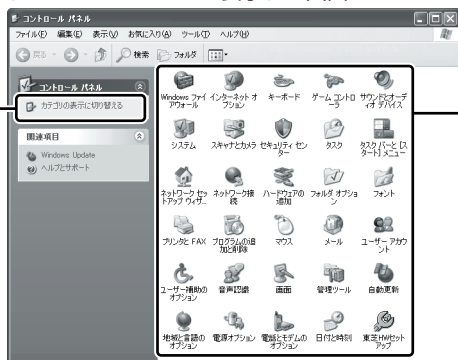 コントロール パネル
ファイル(F) 編集(E) 表示(V) お気に入り(A) ツール(T) ヘルプ(H)
戻る 検索 フォルダ
コントロール パネル
カテゴリの表示に切り替える
関連項目
Windows Update
ヘルプとサポート
Windows ファイアウォール
インターネット オプション
キーボード
ゲーム コントローラ
サウンドとオーディオ デバイス
システム
スキャナとカメラ
セキュリティ センター
タスク
タスク バーと [スタート] メニュー
ネットワーク セットアップ ウィザ...
ネットワーク接続
ハードウェアの追加
フォルダ オプション
フォント
プリンタと FAX
プログラムの追加と削除
マウス
メール
ユーザー アカウント
ユーザー補助のオプション
音声認識
画面
管理ツール
自動更新
地域と言語のオプション
電源オプション
電話とモデムのオプション
日付と時刻
東芝HWセットアップ